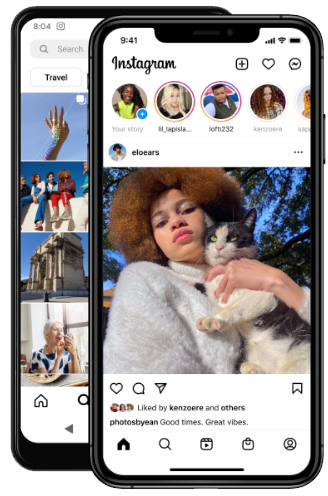 8:04
Search
Travel
9:41
Instagram
Your story
lil_lapisla...
lofti232
kenzoere
eloears
Liked by kenzoere and others
photosbyean Good times. Great vibes.